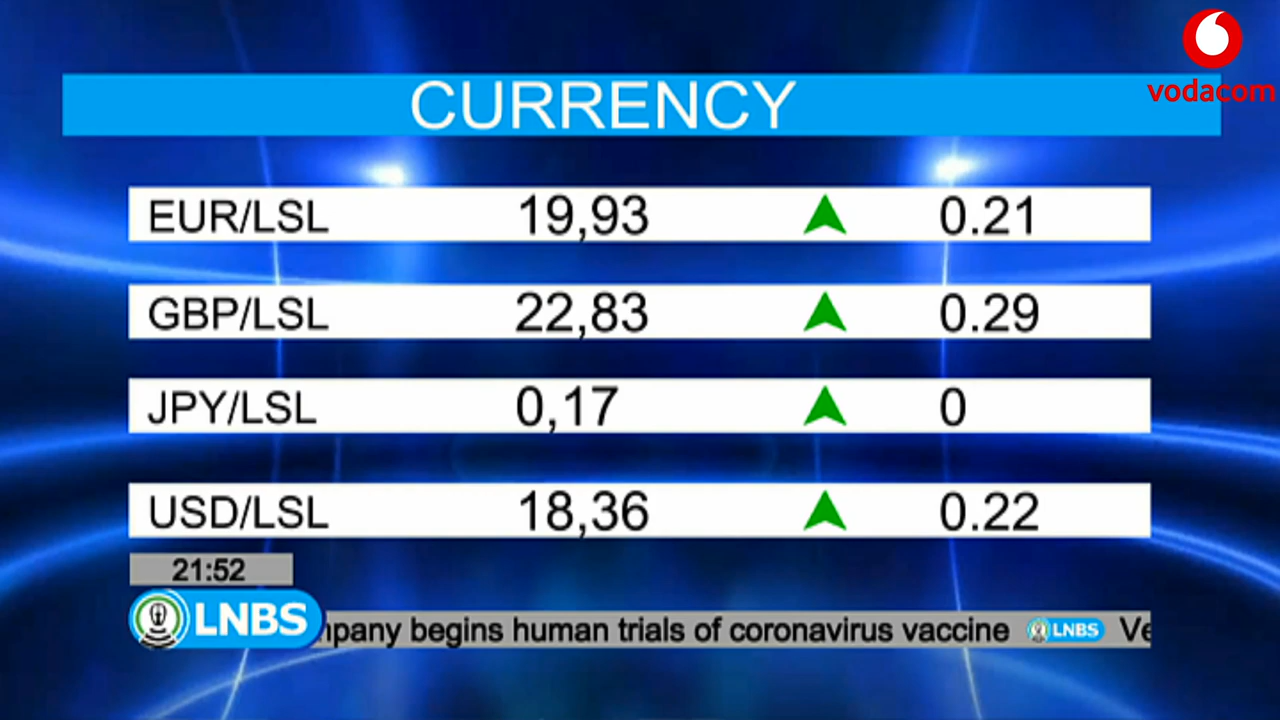 vodacom
CURRENCY
EUR/LSL 19,93 0.21
GBP/LSL 22,83 0.29
JPY/LSL 0,17 0
USD/LSL 18,36 0.22
21:52
LNBS begins human trials of coronavirus vaccine LNBS